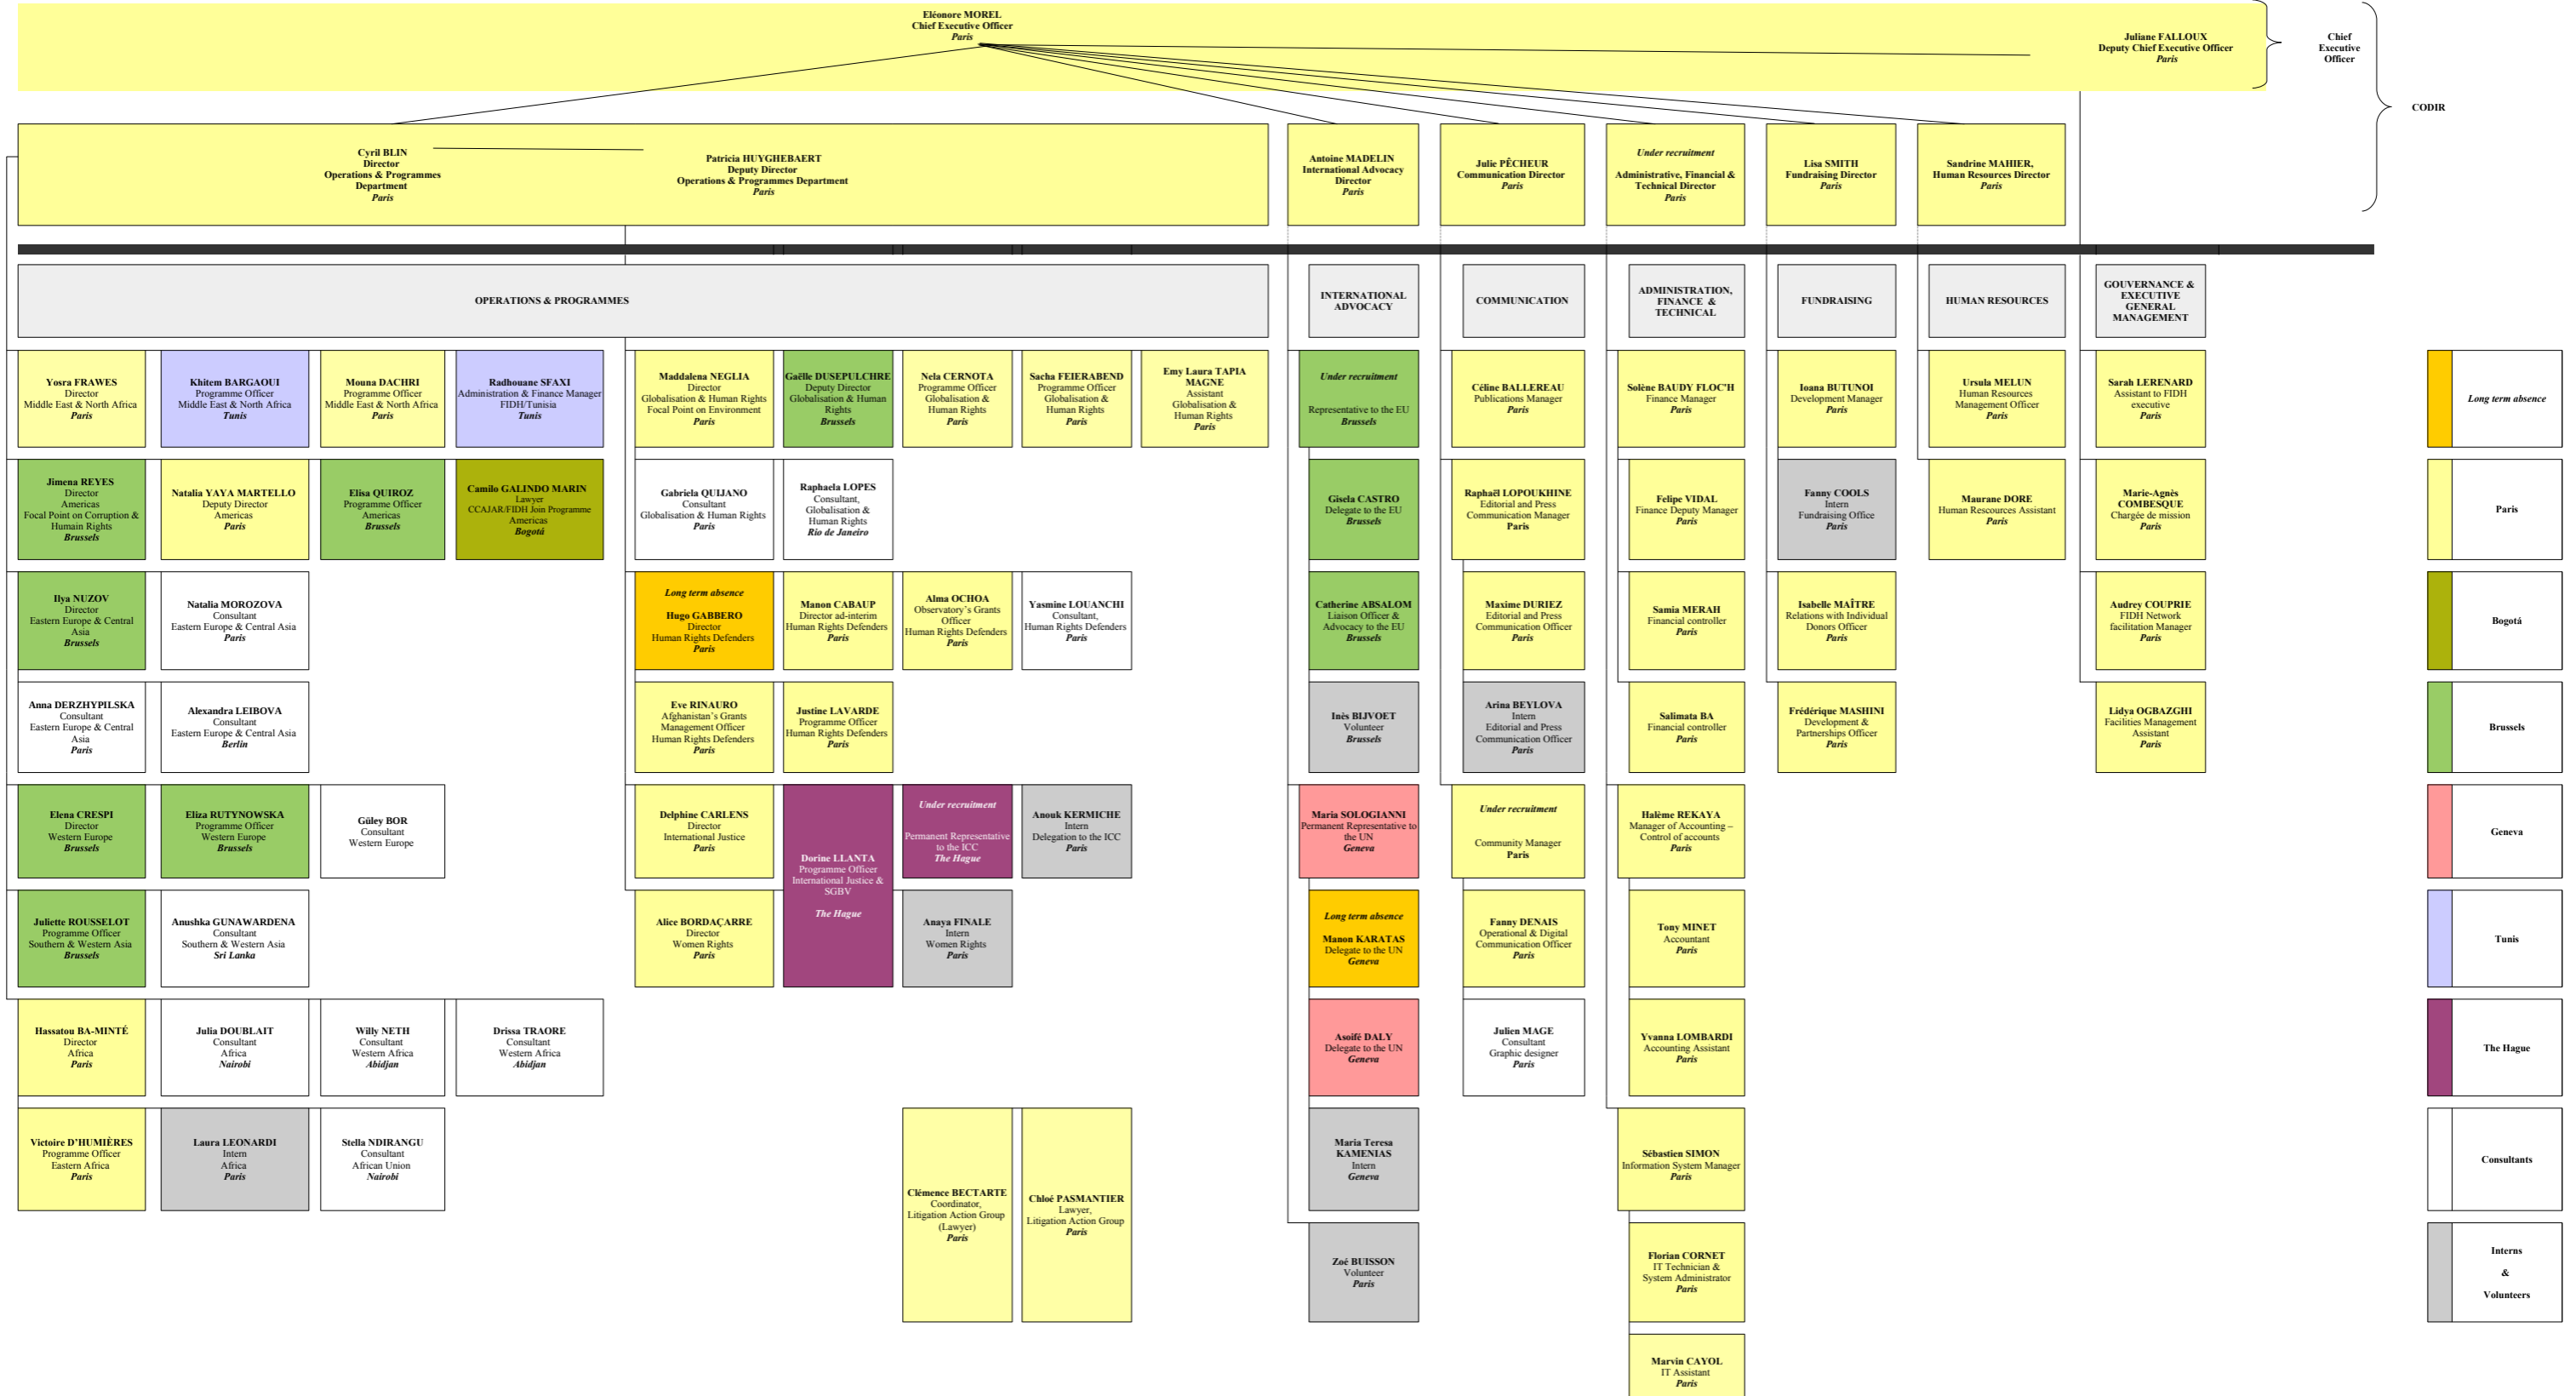 Eléonore MOREL
Chief Executive Officer
Paris
Juliane FALLOUX
Deputy Chief Executive Officer
Paris
Chief
Executive
Officer
CODIR
Cyril BLIN
Director
Operations & Programmes
Department
Paris
Patricia HUYGHEBAERT
Deputy Director
Operations & Programmes Department
Paris
Antoine MADELIN
International Advocacy
Director
Paris
Julie PÊCHEUR
Communication Director
Paris
Under recruitment
Administrative, Financial &
Technical Director
Paris
Lisa SMITH
Fundraising Director
Paris
Sandrine MAHIER,
Human Resources Director
Paris
OPERATIONS & PROGRAMMES
INTERNATIONAL
ADVOCACY
COMMUNICATION
ADMINISTRATION,
FINANCE &
TECHNICAL
FUNDRAISING
HUMAN RESOURCES
GOUVERNANCE &
EXECUTIVE
GENERAL
MANAGEMENT
Yosra FRAWES
Director
Middle East & North Africa
Paris
Khitem BARGAOUI
Programme Officer
Middle East & North Africa
Tunis
Mouna DACHRI
Programme Officer
Middle East & North Africa
Paris
Radhouane SFAXI
Administration & Finance Manager
FIDH/Tunisia
Tunis
Maddalena NEGLIA
Director
Globalisation & Human Rights
Focal Point on Environment
Paris
Gaëlle DUSEPULCHRE
Deputy Director
Globalisation & Human
Rights
Brussels
Nela CERNOTA
Programme Officer
Globalisation &
Human Rights
Paris
Sacha FEIERABEND
Programme Officer
Globalisation &
Human Rights
Paris
Emy Laura TAPIA
MAGNE
Assistant
Globalisation &
Human Rights
Paris
Under recruitment
Representative to the EU
Brussels
Céline BALLEREAU
Publications Manager
Paris
Solène BAUDY FLOC'H
Finance Manager
Paris
Ioana BUTUNOI
Development Manager
Paris
Ursula MELUN
Human Resources
Management Officer
Paris
Sarah LERENARD
Assistant to FIDH
executive
Paris
Long term absence
Jimena REYES
Director
Americas
Focal Point on Corruption &
Humain Rights
Brussels
Natalia YAYA MARTELLO
Deputy Director
Americas
Paris
Elisa QUIROZ
Programme Officer
Americas
Brussels
Camilo GALINDO MARIN
Lawyer
CCAJAR/FIDH Join Programme
Americas
Bogotá
Gabriela QUIJANO
Consultant
Globalisation & Human Rights
Paris
Raphaela LOPES
Consultant,
Globalisation &
Human Rights
Rio de Janeiro
Gisela CASTRO
Delegate to the EU
Brussels
Raphaël LOPOUKHINE
Editorial and Press
Communication Manager
Paris
Felipe VIDAL
Finance Deputy Manager
Paris
Fanny COOLS
Intern
Fundraising Office
Paris
Maurane DORE
Human Rescources Assistant
Paris
Marie-Agnès
COMBESQUE
Chargée de mission
Paris
Paris
Ilya NUZOV
Director
Eastern Europe & Central
Asia
Brussels
Natalia MOROZOVA
Consultant
Eastern Europe & Central Asia
Paris
Long term absence
Hugo GABBERO
Director
Human Rights Defenders
Paris
Manon CABAUP
Director ad-interim
Human Rights Defenders
Paris
Alma OCHOA
Observatory's Grants
Officer
Human Rights Defenders
Paris
Yasmine LOUANCHI
Consultant,
Human Rights Defenders
Paris
Catherine ABSALOM
Liaison Officer &
Advocacy to the EU
Brussels
Maxime DURIEZ
Editorial and Press
Communication Officer
Paris
Samia MERAH
Financial controller
Paris
Isabelle MAÎTRE
Relations with Individual
Donors Officer
Paris
Audrey COUPRIE
FIDH Network
facilitation Manager
Paris
Bogotá
Anna DERZHYPILSKA
Consultant
Eastern Europe & Central
Asia
Paris
Alexandra LEIBOVA
Consultant
Eastern Europe & Central Asia
Berlin
Eve RINAURO
Afghanistan's Grants
Management Officer
Human Rights Defenders
Paris
Justine LAVARDE
Programme Officer
Human Rights Defenders
Paris
Inès BIJVOET
Volunteer
Brussels
Arina BEYLOVA
Intern
Editorial and Press
Communication Officer
Paris
Salimata BA
Financial controller
Paris
Frédérique MASHINI
Development &
Partnerships Officer
Paris
Lidya OGBAZGHI
Facilities Management
Assistant
Paris
Brussels
Elena CRESPI
Director
Western Europe
Brussels
Eliza RUTYNOWSKA
Programme Officer
Western Europe
Brussels
Güley BOR
Consultant
Western Europe
Delphine CARLENS
Director
International Justice
Paris
Dorine LLANTA
Programme Officer
International Justice &
SGBV
The Hague
Under recruitment
Permanent Representative
to the ICC
The Hague
Anouk KERMICHE
Intern
Delegation to the ICC
Paris
Maria SOLOGIANNI
Permanent Representative to
the UN
Geneva
Under recruitment
Community Manager
Paris
Halème REKAYA
Manager of Accounting –
Control of accounts
Paris
Geneva
Juliette ROUSSELOT
Programme Officer
Southern & Western Asia
Brussels
Anushka GUNAWARDENA
Consultant
Southern & Western Asia
Sri Lanka
Alice BORDAÇARRE
Director
Women Rights
Paris
Anaya FINALE
Intern
Women Rights
Paris
Long term absence
Manon KARATAS
Delegate to the UN
Geneva
Fanny DENAIS
Operational & Digital
Communication Officer
Paris
Tony MINET
Accountant
Paris
Tunis
Hassatou BA-MINTÉ
Director
Africa
Paris
Julia DOUBLAIT
Consultant
Africa
Nairobi
Willy NETH
Consultant
Western Africa
Abidjan
Drissa TRAORE
Consultant
Western Africa
Abidjan
Asoifé DALY
Delegate to the UN
Geneva
Julien MAGE
Consultant
Graphic designer
Paris
Yvanna LOMBARDI
Accounting Assistant
Paris
The Hague
Victoire D'HUMIÈRES
Programme Officer
Eastern Africa
Paris
Laura LEONARDI
Intern
Africa
Paris
Stella NDIRANGU
Consultant
African Union
Nairobi
Clémence BECTARTE
Coordinator,
Litigation Action Group
(Lawyer)
Paris
Chloé PASMANTIER
Lawyer,
Litigation Action Group
Paris
Maria Teresa
KAMENIAS
Intern
Geneva
Sébastien SIMON
Information System Manager
Paris
Consultants
Zoé BUISSON
Volunteer
Paris
Florian CORNET
IT Technician &
System Administrator
Paris
Interns
&
Volunteers
Marvin CAYOL
IT Assistant
Paris